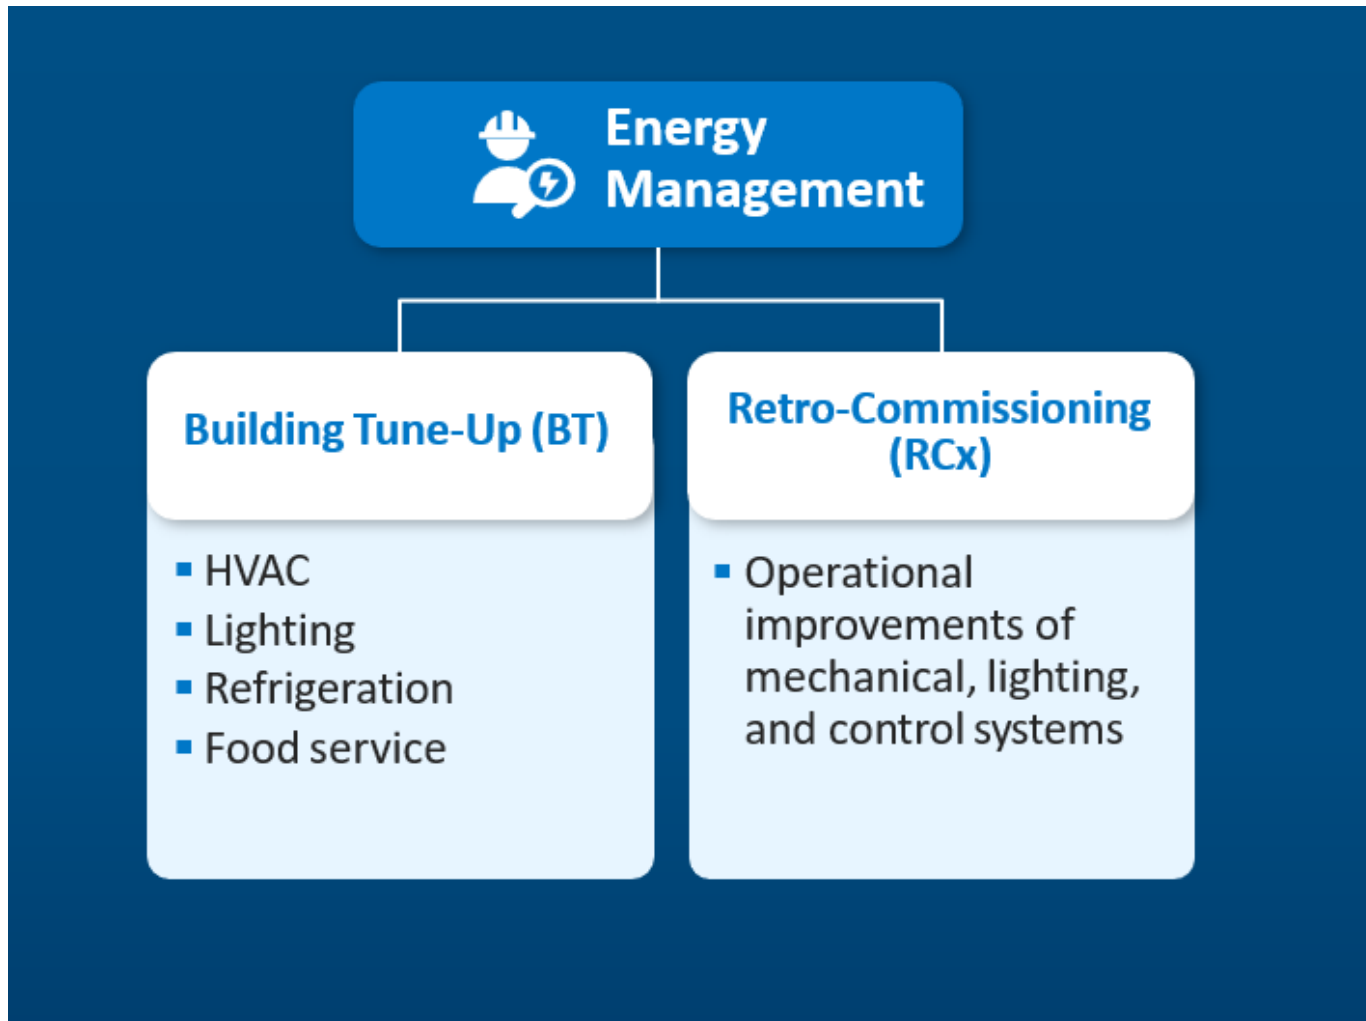 Energy
Management
Building Tune-Up (BT)
▪ HVAC
▪ Lighting
▪ Refrigeration
▪ Food service
Retro-Commissioning
(RCx)
▪ Operational
improvements of
mechanical, lighting,
and control systems